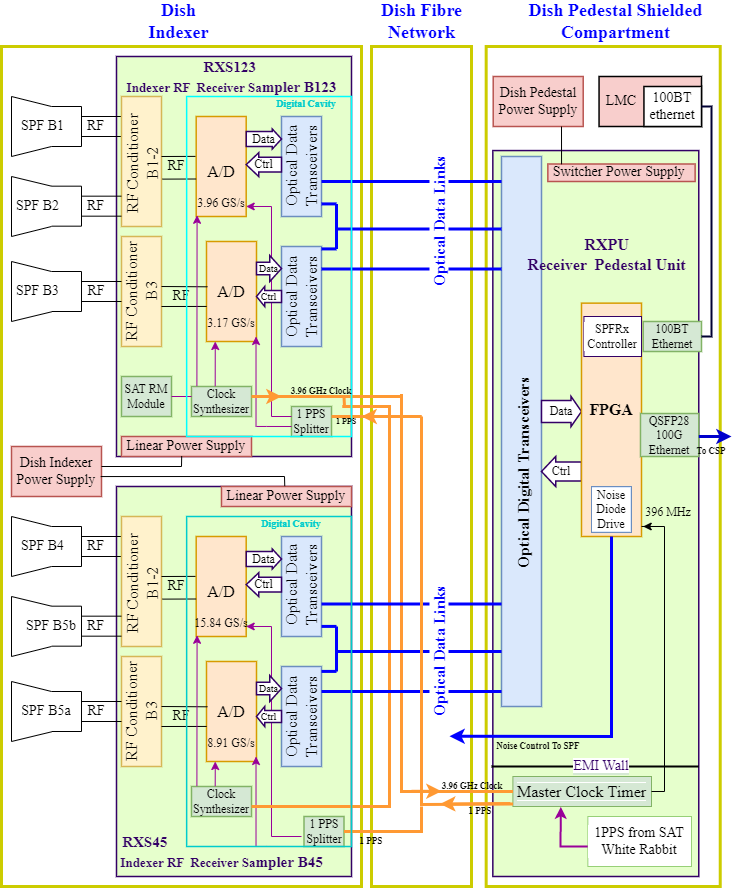 Dish
Indexer
Dish Fibre
Network
Dish Pedestal Shielded
Compartment
RXS123
Indexer RF Receiver Sampler B123
Digital Cavity
SPF B1
RF
SPF B2
RF
SPF B3
RF
RF Conditioner
B1-2
RF Conditioner
B3
RF
RF
A/D
3.96 GS/s
A/D
3.17 GS/s
Data
Ctrl
Data
Ctrl
Optical Data
Transceivers
Optical Data
Transceivers
SAT RM
Module
Clock
Synthesizer
3.96 GHz Clock
1 PPS
Splitter
1 PPS
Linear Power Supply
Dish Indexer
Power Supply
Linear Power Supply
Digital Cavity
SPF B4
RF
SPF B5b
RF
SPF B5a
RF
RF Conditioner
B1-2
RF Conditioner
B3
RF
RF
A/D
15.84 GS/s
A/D
8.91 GS/s
Data
Ctrl
Data
Ctrl
Optical Data
Transceivers
Optical Data
Transceivers
Clock
Synthesizer
1 PPS
Splitter
1 PPS
RXS45
Indexer RF Receiver Sampler B45
Optical Data Links
Optical Data Links
3.96 GHz Clock
1 PPS
Dish Pedestal
Power Supply
LMC
100BT
ethernet
Switcher Power Supply
RXPU
Receiver Pedestal Unit
Optical Digital Transceivers
Data
Ctrl
SPFRx
Controller
FPGA
Noise
Diode
Drive
100BT
Ethernet
QSFP28
100G
Ethernet
To CSP
396 MHz
Noise Control To SPF
EMI Wall
Master Clock Timer
1PPS from SAT
White Rabbit